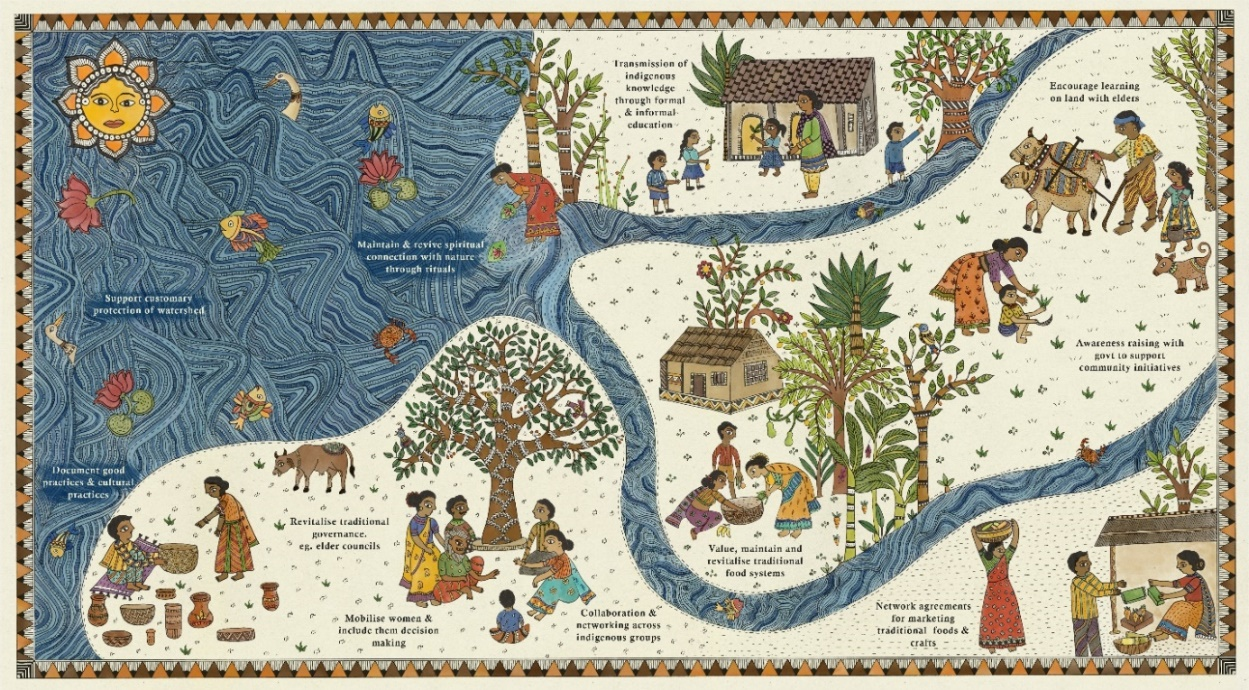 Transmission of
indigenous
knowledge
through formal
& informal
education
Encourage learning
on land with elders
Maintain & revive spiritual
connection with nature
through rituals
Support customary
protection of watershed
Awareness raising with
govt to support
community initiatives
Document good
practices & cultural
practices
Revitalise traditional
governance.
eg. elder councils
Value, maintain and
revitalise traditional
food systems
Mobilise women &
include them decision
making
Collaboration &
networking across
indigenous groups
Network agreements
for marketing
traditional foods &
crafts